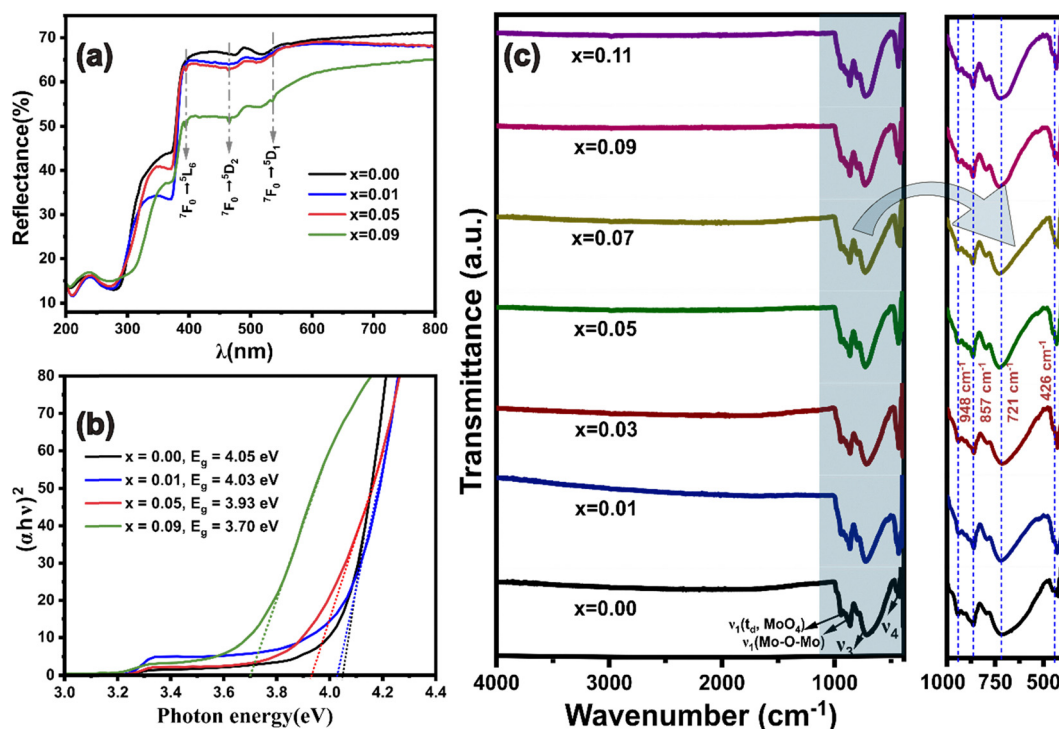 (a)
Reflectance(%)
70
60
50
40
30
20
10
⁷F₀→⁵L₆
⁷F₀→⁵D₂
⁷F₀→⁵D₁
x=0.00
x=0.01
x=0.05
x=0.09
200 300 400 500 600 700 800
λ(nm)
(b)
(αhν)²
80
70
60
50
40
30
20
10
0
x = 0.00, E_g = 4.05 eV
x = 0.01, E_g = 4.03 eV
x = 0.05, E_g = 3.93 eV
x = 0.09, E_g = 3.70 eV
3.0 3.2 3.4 3.6 3.8 4.0 4.2 4.4
Photon energy(eV)
(c)
Transmittance (a.u.)
x=0.11
x=0.09
x=0.07
x=0.05
x=0.03
x=0.01
x=0.00
ν₁(t_d, MoO₄)
ν₁(Mo-O-Mo)
ν₃
ν₄
4000 3000 2000 1000
948 cm⁻¹
857 cm⁻¹
721 cm⁻¹
426 cm⁻¹
1000 750 500
Wavenumber (cm⁻¹)